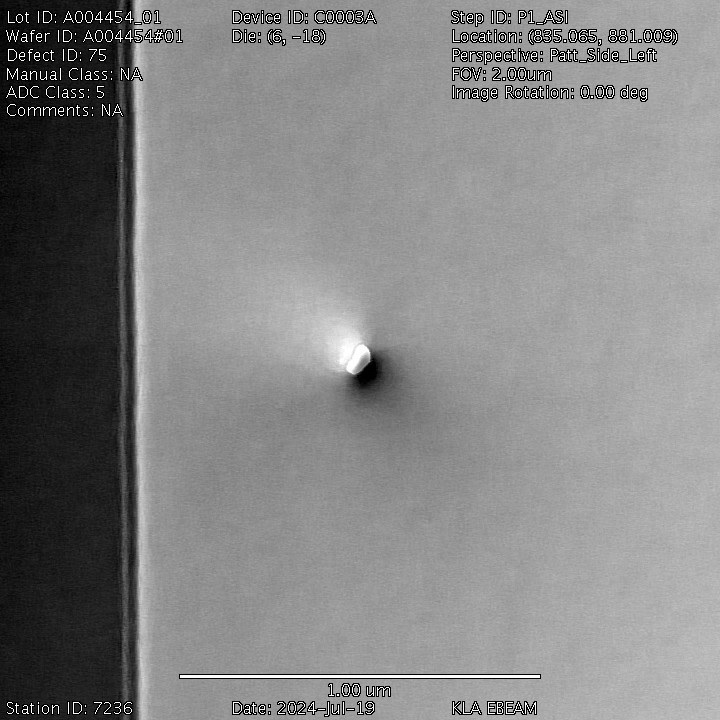 Lot ID: A004454_01
Wafer ID: A004454#01
Defect ID: 75
Manual Class: NA
ADC Class: 5
Comments: NA
Device ID: C0003A
Die: (6, -18)
Step ID: P1_ASI
Location: (835.065, 881.009)
Perspective: Patt_Side_Left
FOV: 2.00um
Image Rotation: 0.00 deg
1.00 um
Station ID: 7236
Date: 2024-Jul-19
KLA EBEAM